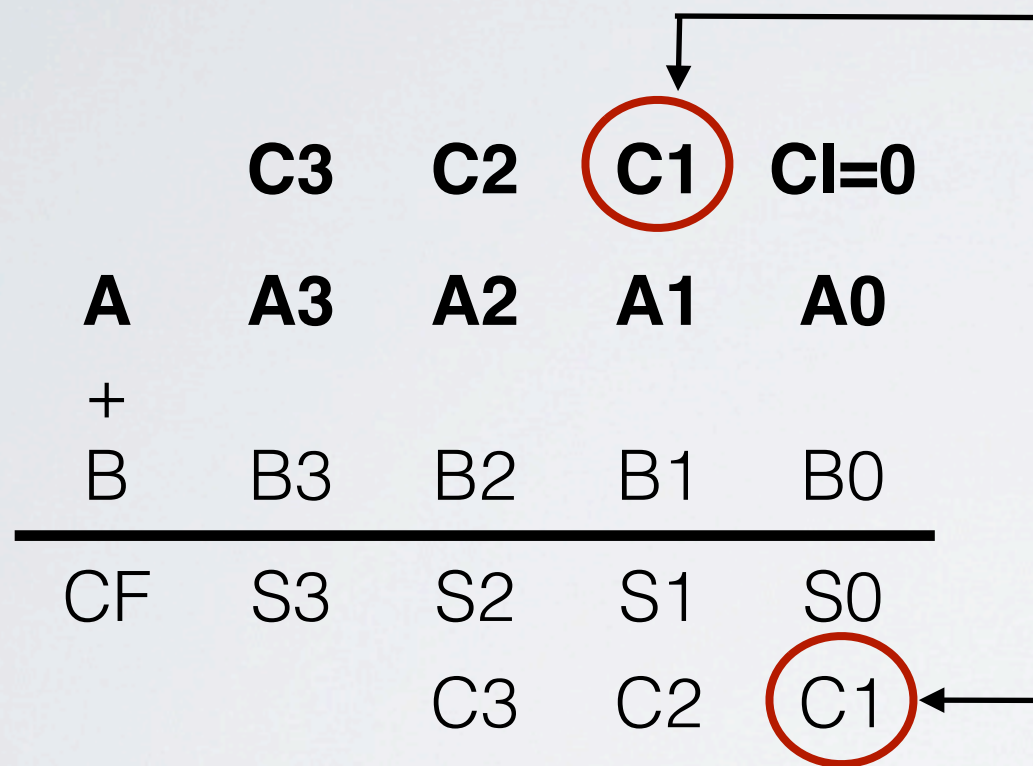 C3 C2 C1 CI=0
A A3 A2 A1 A0
+
B B3 B2 B1 B0
CF S3 S2 S1 S0
C3 C2 C1